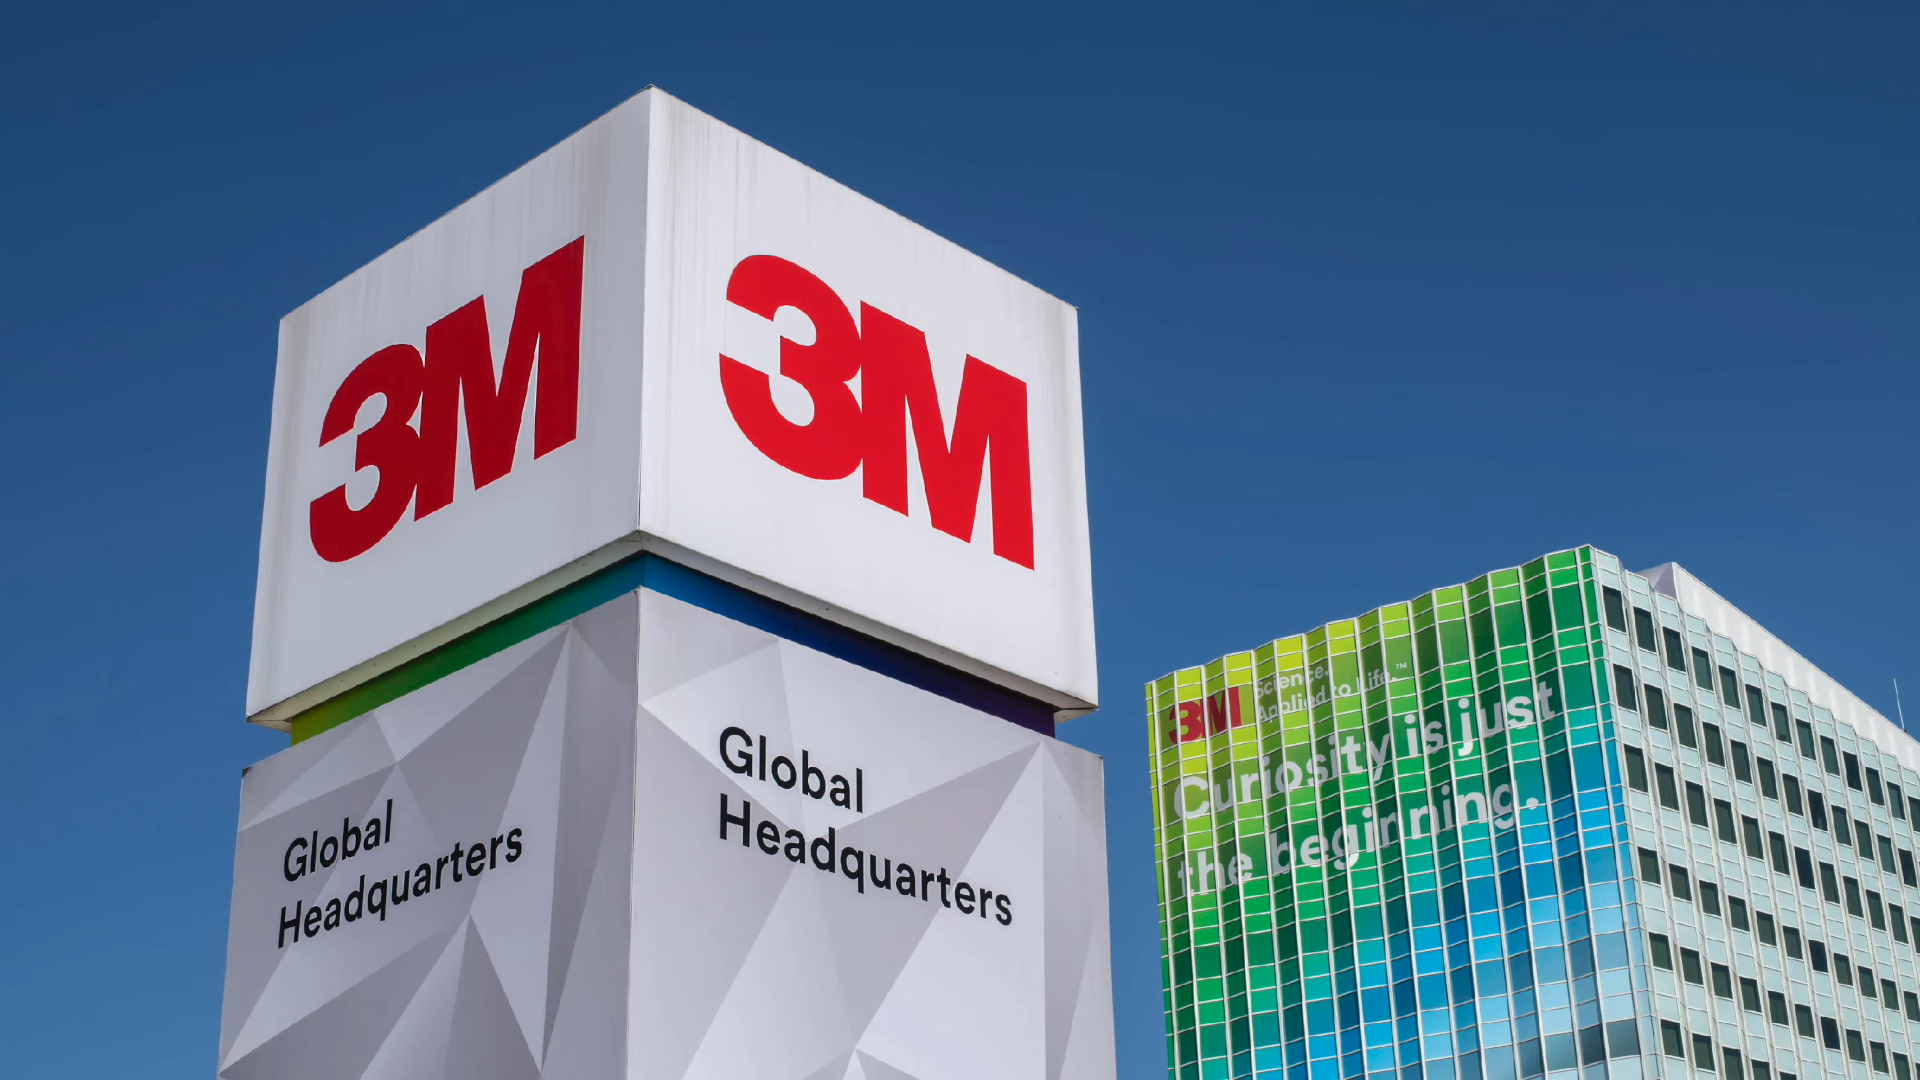 3M
3M
Global
Headquarters
Global
Headquarters
3M
Science.
Applied to Life.™
Curiosity is just
the beginning.